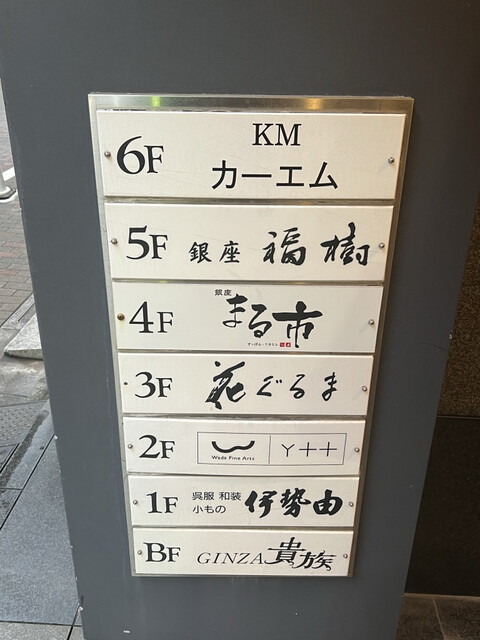 6F KM
カーエム
5F 銀座 福樹
4F 銀座
まる市
3F 花ぐるま
2F Wada Fine Arts Y++
1F 呉服 和装
小もの 伊勢由
BF GINZA 貴族